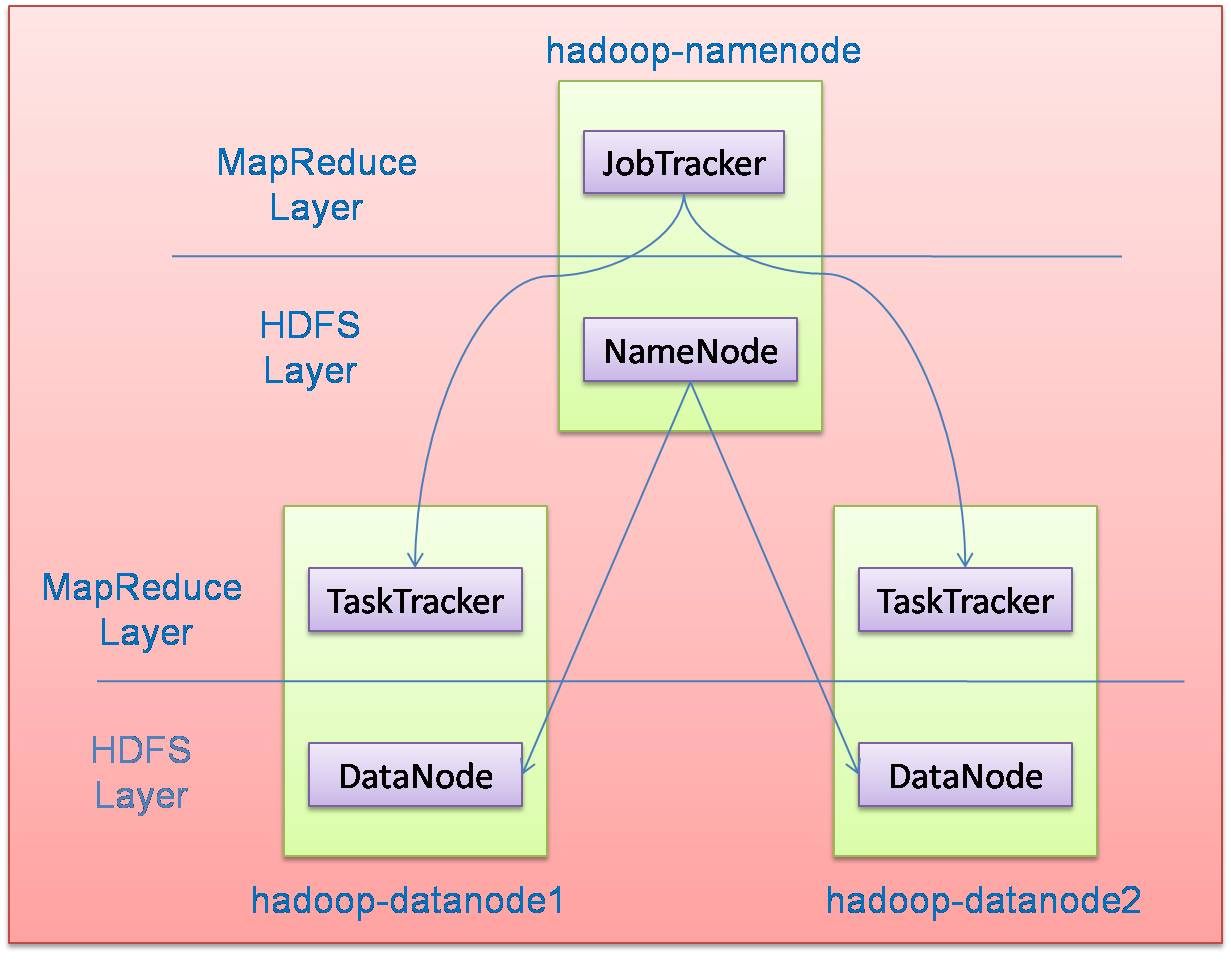 hadoop-namenode
MapReduce
Layer
JobTracker
HDFS
Layer
NameNode
MapReduce
Layer
TaskTracker
TaskTracker
HDFS
Layer
DataNode
DataNode
hadoop-datanode1
hadoop-datanode2